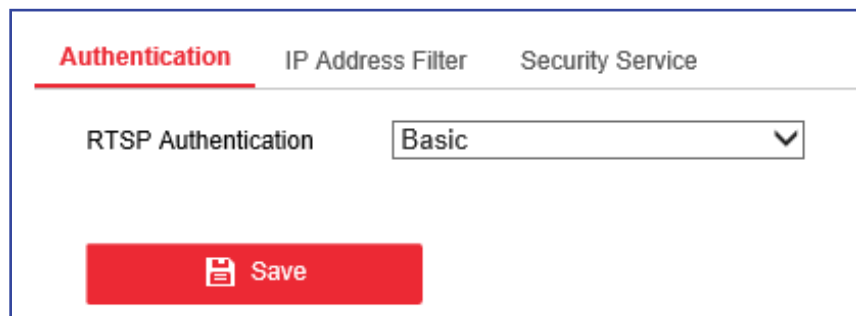 Authentication IP Address Filter Security Service
RTSP Authentication Basic
Save